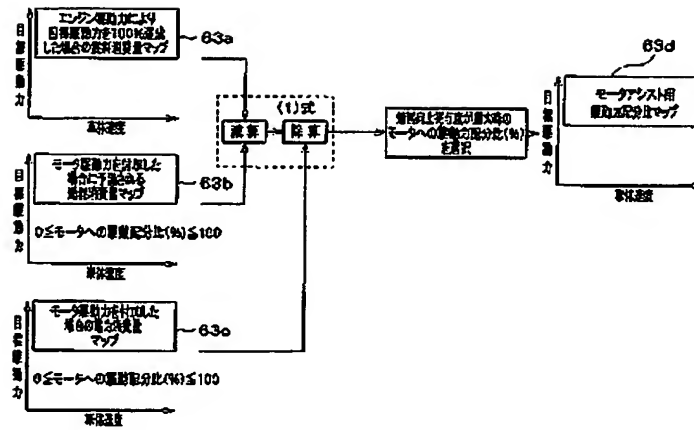 エンジン駆動力により
目標駆動力を100%達成
した場合の燃料消費量マップ
63a
目標駆動力
車体速度
(1)式
減算
除算
燃費向上寄与度が最大時の
モータへの駆動力配分比(%)
を選択
63d
モータアシスト用
駆動力配分比マップ
目標駆動力
車体速度
モータ駆動力を付加した
場合に予測される
燃料消費量マップ
63b
目標駆動力
0≦モータへの駆動配分比(%)≦100
車体速度
モータ駆動力を付加した
場合の電力消費量
マップ
63c
目標駆動力
0≦モータへの駆動配分比(%)≦100
車体速度